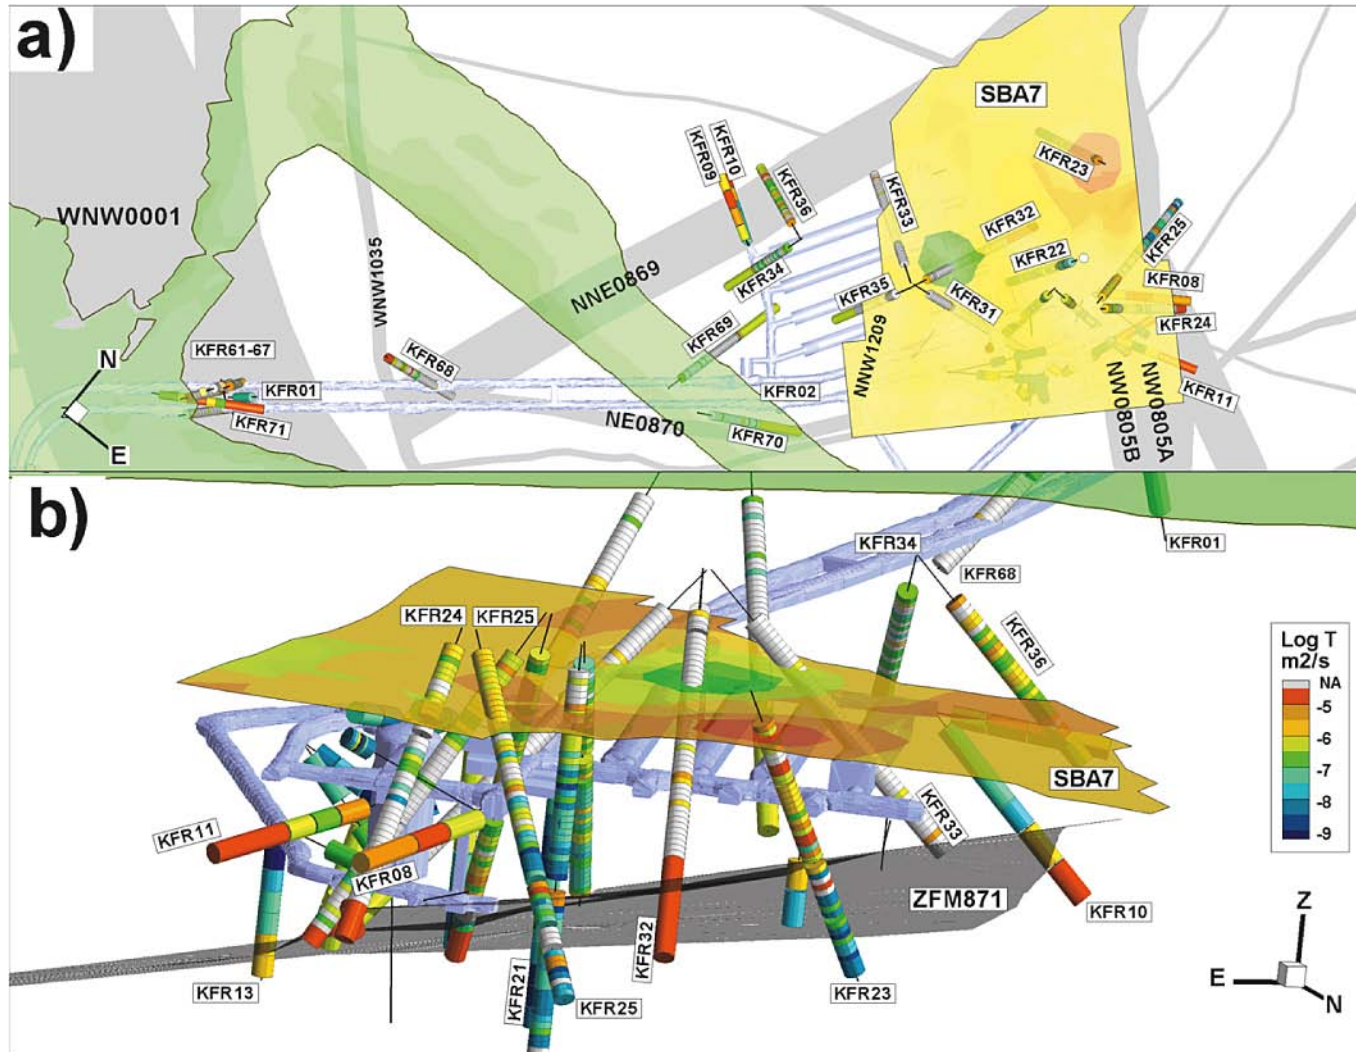 a)
SBA7
KFR10
KFR09
KFR36
KFR33
KFR23
WNW0001
KFR32
KFR25
KFR22
WNW1035
NNE0869
KFR34
KFR35
KFR31
KFR08
KFR24
KFR69
NNW1209
N
KFR61-67
KFR68
KFR01
KFR02
KFR11
KFR71
NE0870
KFR70
NW0805B
NW0805A
E
b)
KFR34
KFR01
KFR68
KFR24
KFR25
KFR36
Log T
m2/s
NA
-5
-6
-7
-8
-9
SBA7
KFR11
KFR33
KFR08
ZFM871
KFR10
KFR32
Z
KFR13
KFR21
KFR25
KFR23
E
N